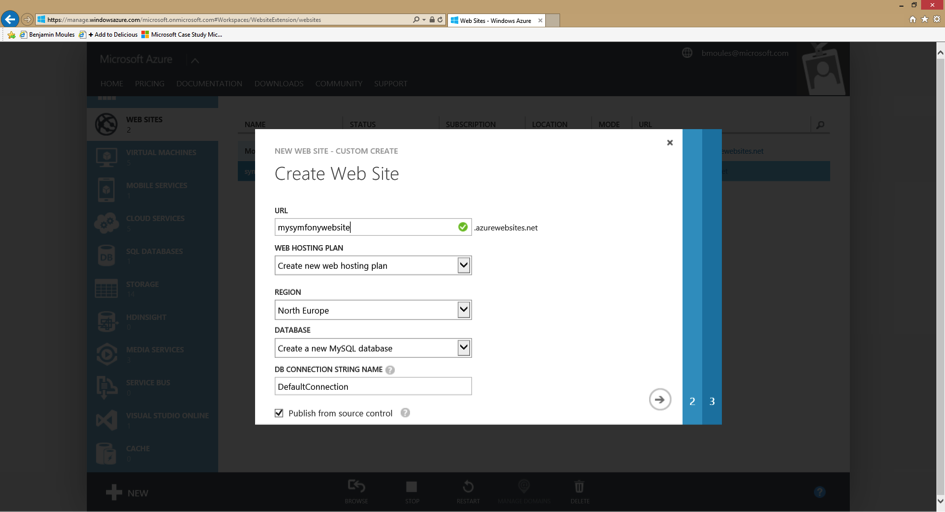 https://manage.windowsazure.com/microsoft.onmicrosoft.com#Workspaces/WebsiteExtension/websites
Web Sites - Windows Azure
Benjamin Moules
Add to Delicious
Microsoft Case Study Mic...
Microsoft Azure
bmoules@microsoft.com
HOME PRICING DOCUMENTATION DOWNLOADS COMMUNITY SUPPORT
WEB SITES
2
NAME STATUS SUBSCRIPTION LOCATION MODE URL
VIRTUAL MACHINES
MOBILE SERVICES
CLOUD SERVICES
SQL DATABASES
STORAGE
HDINSIGHT
MEDIA SERVICES
SERVICE BUS
VISUAL STUDIO ONLINE
CACHE
NEW WEB SITE - CUSTOM CREATE
Create Web Site
URL
mysymfonywebsite
.azurewebsites.net
WEB HOSTING PLAN
Create new web hosting plan
REGION
North Europe
DATABASE
Create a new MySQL database
DB CONNECTION STRING NAME ?
DefaultConnection
Publish from source control ?
2 3
NEW
BROWSE STOP RESTART DELETE
?